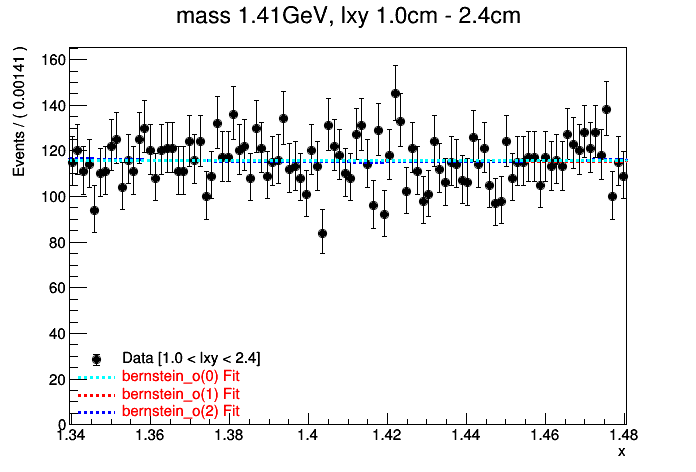 mass 1.41GeV, lxy 1.0cm - 2.4cm
Events / ( 0.00141 )
160
140
120
100
80
60
40
20
0
Data [1.0 < lxy < 2.4]
bernstein_o(0) Fit
bernstein_o(1) Fit
bernstein_o(2) Fit
1.34 1.36 1.38 1.4 1.42 1.44 1.46 1.48
x